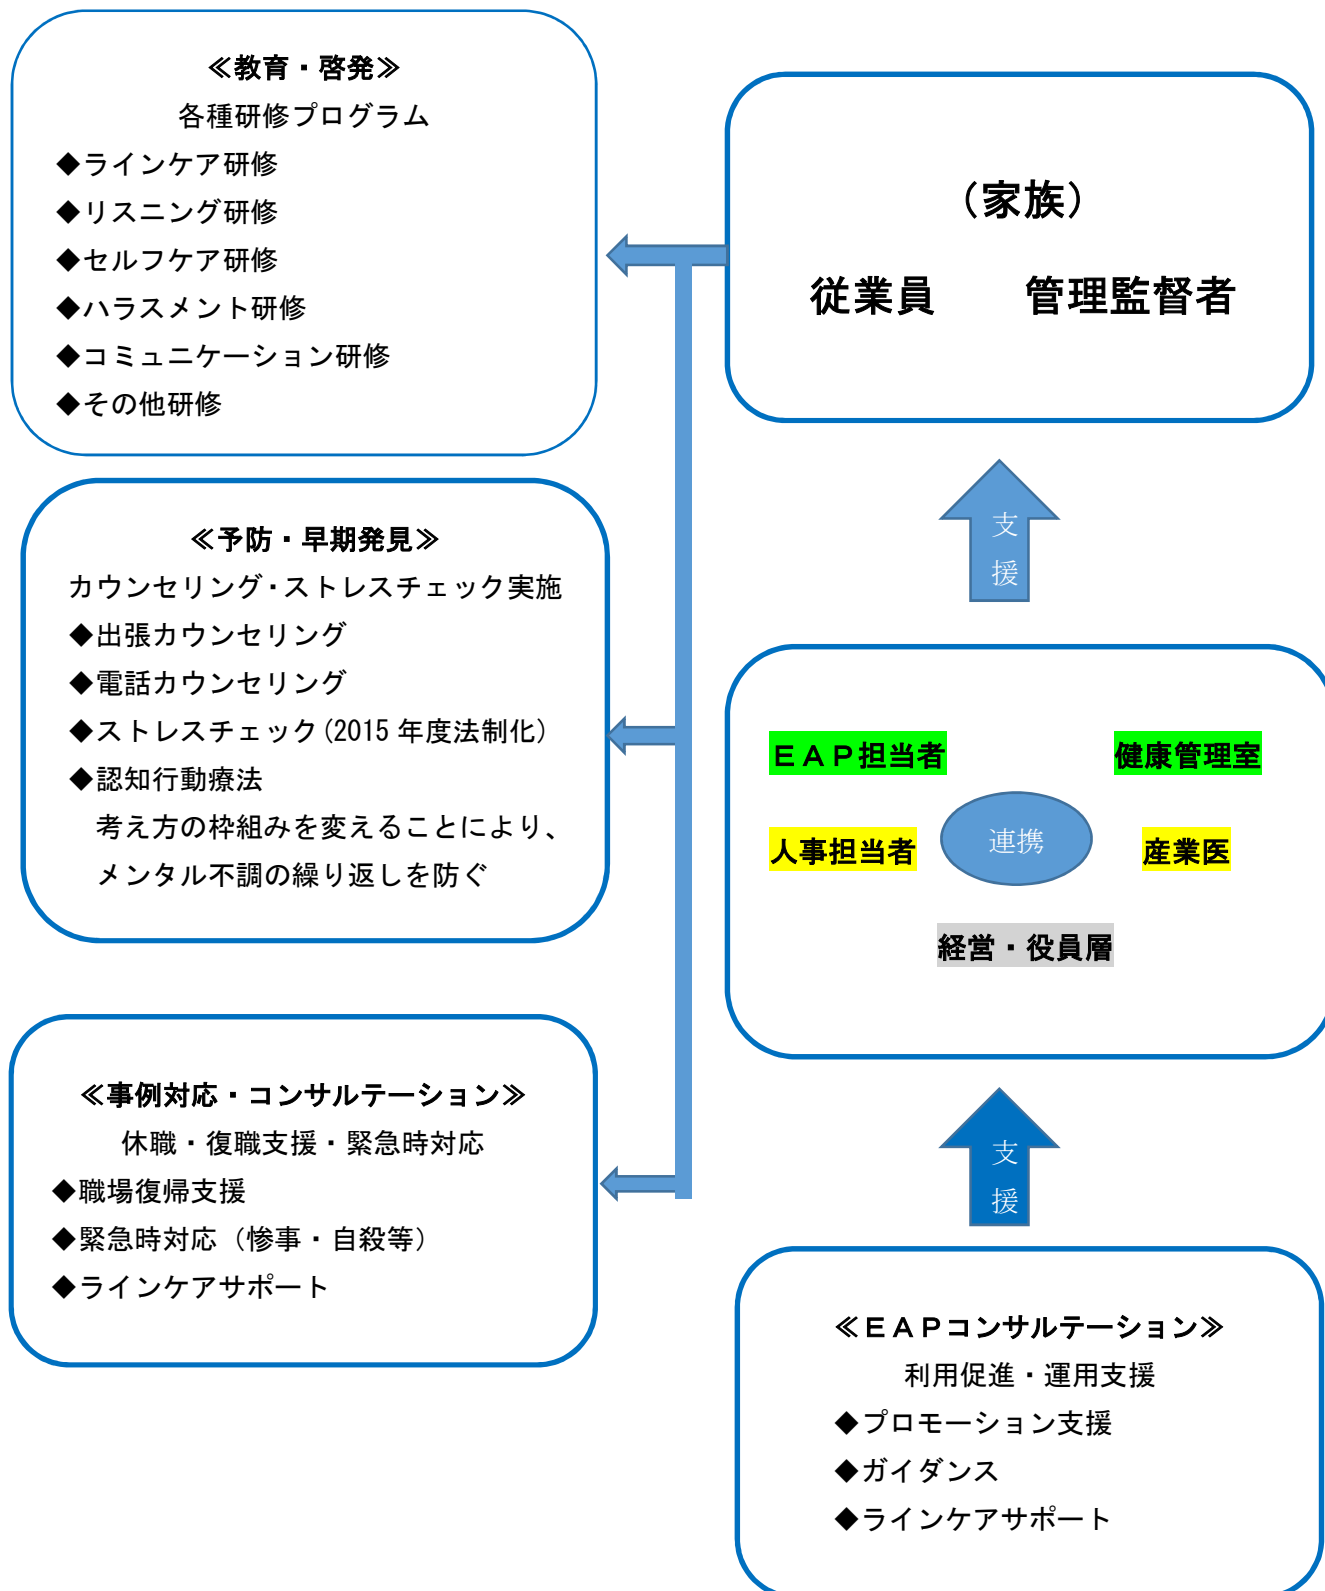 ≪教育・啓発≫
各種研修プログラム
◆ラインケア研修
◆リスニング研修
◆セルフケア研修
◆ハラスメント研修
◆コミュニケーション研修
◆その他研修
≪予防・早期発見≫
カウンセリング・ストレスチェック実施
◆出張カウンセリング
◆電話カウンセリング
◆ストレスチェック(2015年度法制化)
◆認知行動療法
考え方の枠組みを変えることにより、
メンタル不調の繰り返しを防ぐ
≪事例対応・コンサルテーション≫
休職・復職支援・緊急時対応
◆職場復帰支援
◆緊急時対応（惨事・自殺等）
◆ラインケアサポート
（家族）
従業員　　管理監督者
支
援
ＥＡＰ担当者　健康管理室
人事担当者　連携　産業医
経営・役員層
支
援
≪ＥＡＰコンサルテーション≫
利用促進・運用支援
◆プロモーション支援
◆ガイダンス
◆ラインケアサポート